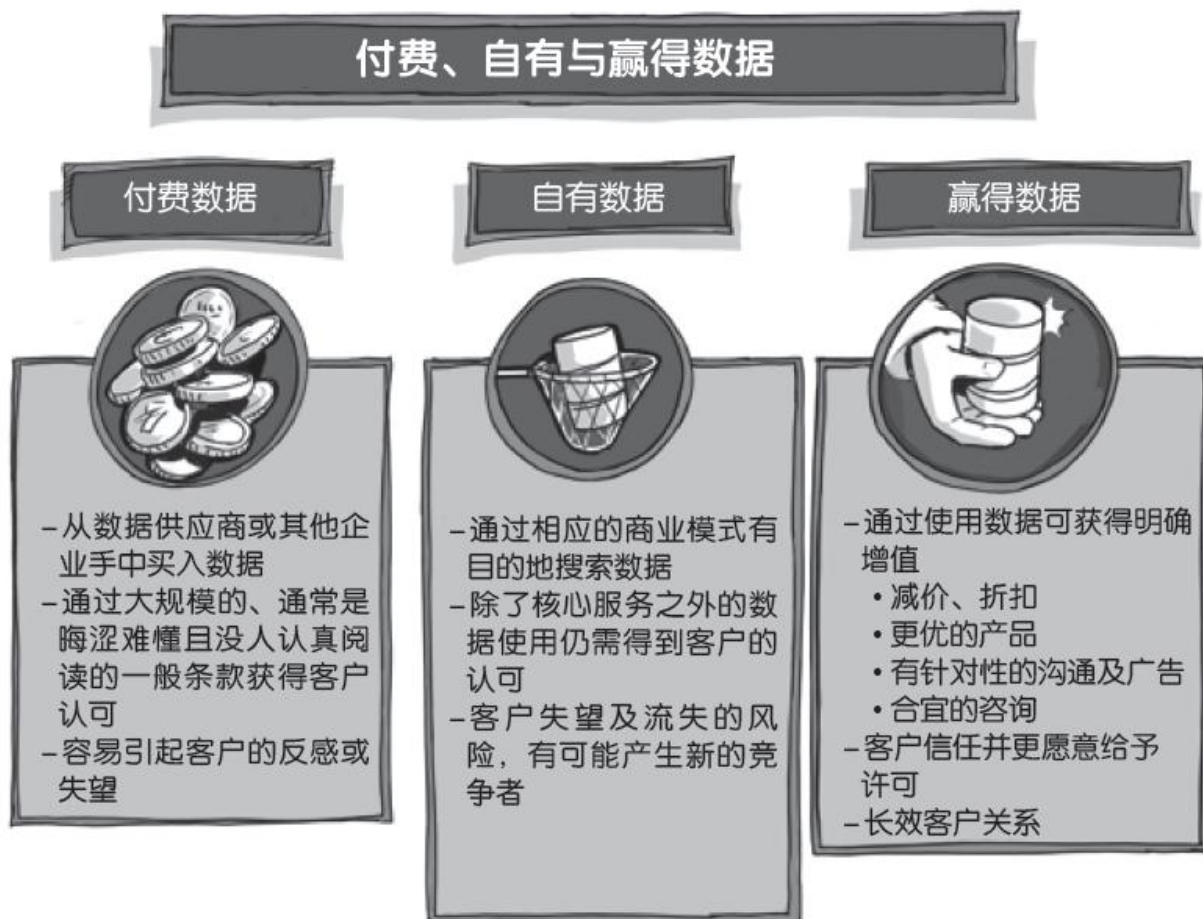 付费、自有与赢得数据
付费数据
-从数据供应商或其他企
业手中买入数据
-通过大规模的、通常是
晦涩难懂且没人认真阅
读的一般条款获得客户
认可
-容易引起客户的反感或
失望
自有数据
-通过相应的商业模式有
目的地搜索数据
-除了核心服务之外的数
据使用仍需得到客户的
认可
-客户失望及流失的风
险，有可能产生新的竞
争者
赢得数据
-通过使用数据可获得明确
增值
•减价、折扣
•更优的产品
•有针对性的沟通及广告
•合宜的咨询
-客户信任并更愿意给予
许可
-长效客户关系